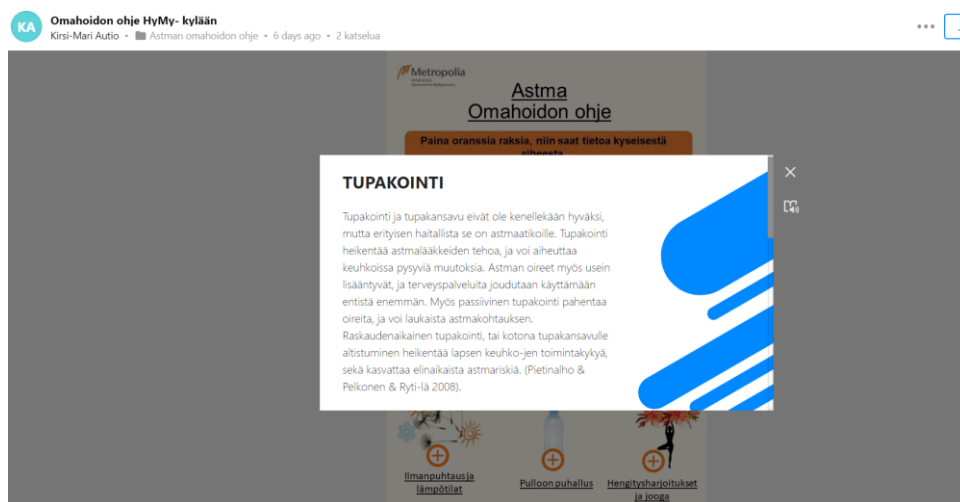 KA
Omahoidon ohje HyMy- kylään
Kirsi-Mari Autio • Astman omahoidon ohje • 6 days ago • 2 katselua
Metropolia
Astma
Omahoidon ohje
Paina oranssia raksia, niin saat tietoa kyseisestä
aiheesta
TUPAKOINTI
Tupakointi ja tupakansavu eivät ole kenellekään hyväksi,
mutta erityisen haitallista se on astmaatikoille. Tupakointi
heikentää astmalääkkeiden tehoa, ja voi aiheuttaa
keuhkoissa pysyviä muutoksia. Astman oireet myös usein
lisääntyvät, ja terveyspalveluita joudutaan käyttämään
entistä enemmän. Myös passiivinen tupakointi pahentaa
oireita, ja voi laukaista astmakohtauksen.
Raskaudenaikainen tupakointi, tai kotona tupakansavulle
altistuminen heikentää lapsen keuhko-jen toimintakykyä,
sekä kasvattaa elinaikaista astmariskiä. (Pietinalho &
Pelkonen & Ryti-lä 2008).
Ilmanpuhtaus ja
lämpötilat
Pulloon puhallus
Hengitysharjoitukset
ja jooga